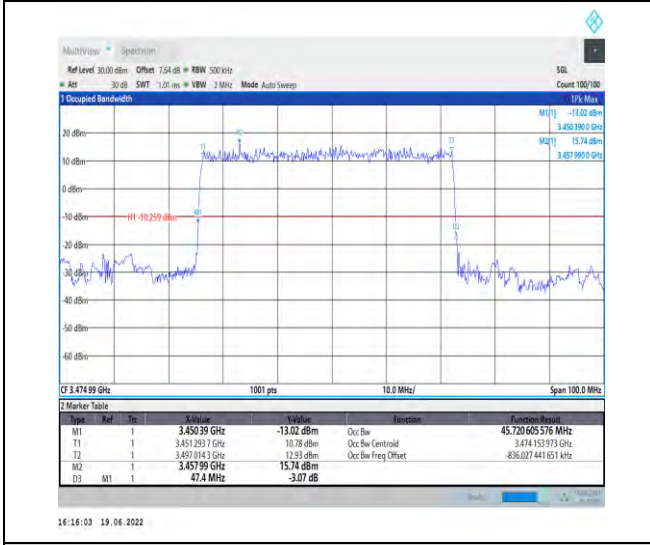 MultiView Spectrum
Ref Level 30.00 dBm Offset 7.64 dB RBW 500 kHz SGL
Att 30 dB SWT 1.01 ms VBW 2 MHz Mode Auto Sweep Count 100/100
1 Occupied Bandwidth 1Pk Max
M1[1] -13.02 dBm
3.450 390 0 GHz
M2[1] 15.74 dBm
3.457 990 0 GHz
20 dBm
M2
T1
T2
10 dBm
0 dBm
-10 dBm
H1 -10.259 dBm
M1
D3
-20 dBm
-30 dBm
-40 dBm
-50 dBm
-60 dBm
CF 3.474 99 GHz 1001 pts 10.0 MHz/ Span 100.0 MHz
2 Marker Table
Type Ref Trc X-Value Y-Value Function Function Result
M1 1 3.450 39 GHz -13.02 dBm Occ Bw 45.720 605 576 MHz
T1 1 3.451 293 7 GHz 10.78 dBm Occ Bw Centroid 3.474 153 973 GHz
T2 1 3.497 014 3 GHz 12.93 dBm Occ Bw Freq Offset -836.027 441 651 kHz
M2 1 3.457 99 GHz 15.74 dBm
D3 M1 1 47.4 MHz -3.07 dB
16:16:03 19.06.2022